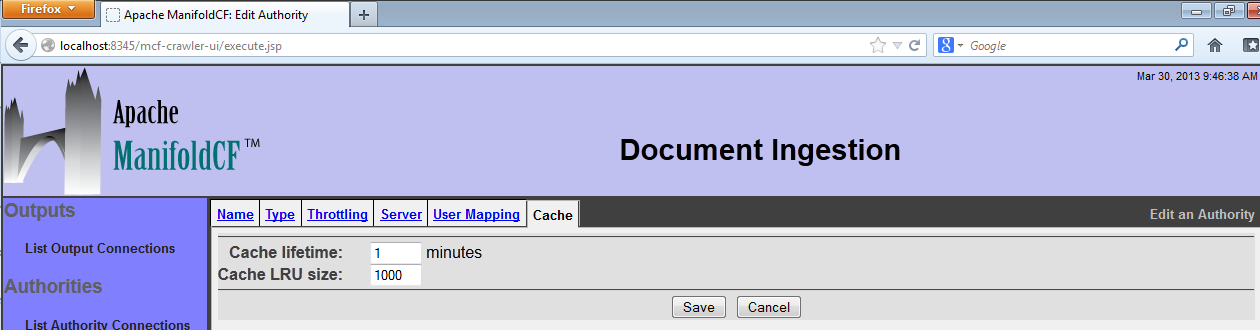 Firefox
Apache ManifoldCF: Edit Authority
localhost:8345/mcf-crawler-ui/execute.jsp
Google
Mar 30, 2013 9:46:38 AM
Apache
ManifoldCF™
Document Ingestion
Outputs
List Output Connections
Authorities
List Authority Connections
Name Type Throttling Server User Mapping Cache
Edit an Authority
Cache lifetime: 1 minutes
Cache LRU size: 1000
Save Cancel